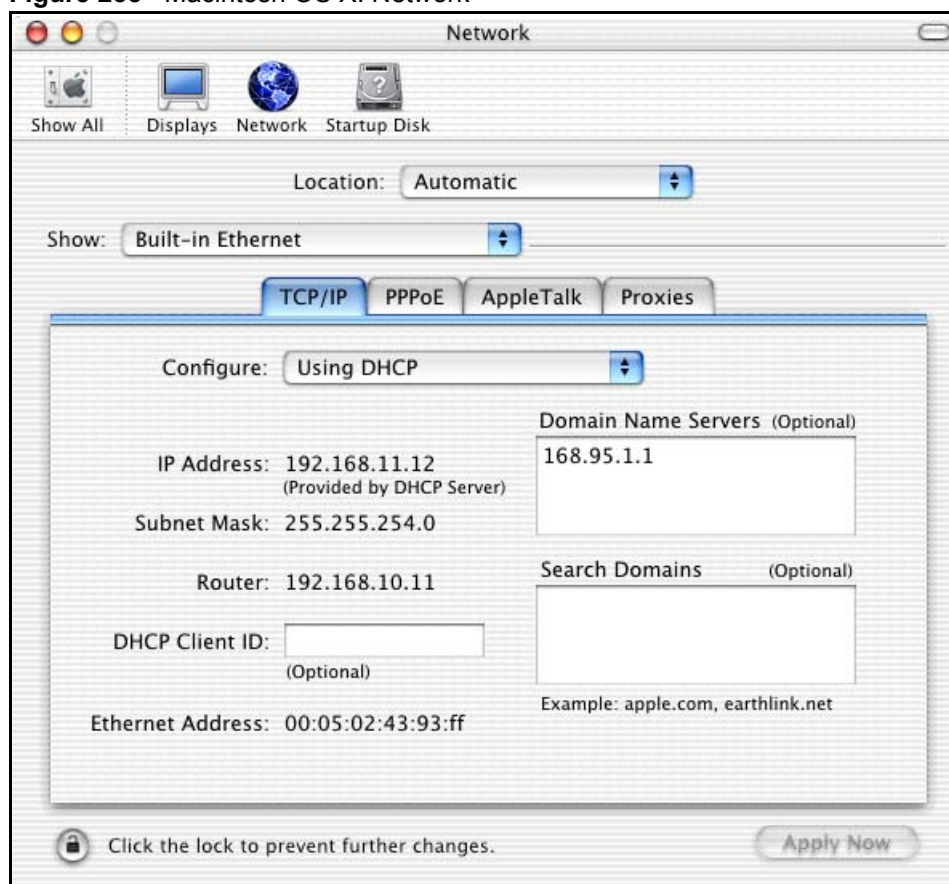 Network
Show All Displays Network Startup Disk
Location: Automatic
Show: Built-in Ethernet
TCP/IP PPPoE AppleTalk Proxies
Configure: Using DHCP
Domain Name Servers (Optional)
168.95.1.1
IP Address: 192.168.11.12
(Provided by DHCP Server)
Subnet Mask: 255.255.254.0
Router: 192.168.10.11
Search Domains (Optional)
DHCP Client ID:
(Optional)
Example: apple.com, earthlink.net
Ethernet Address: 00:05:02:43:93:ff
Click the lock to prevent further changes.
Apply Now